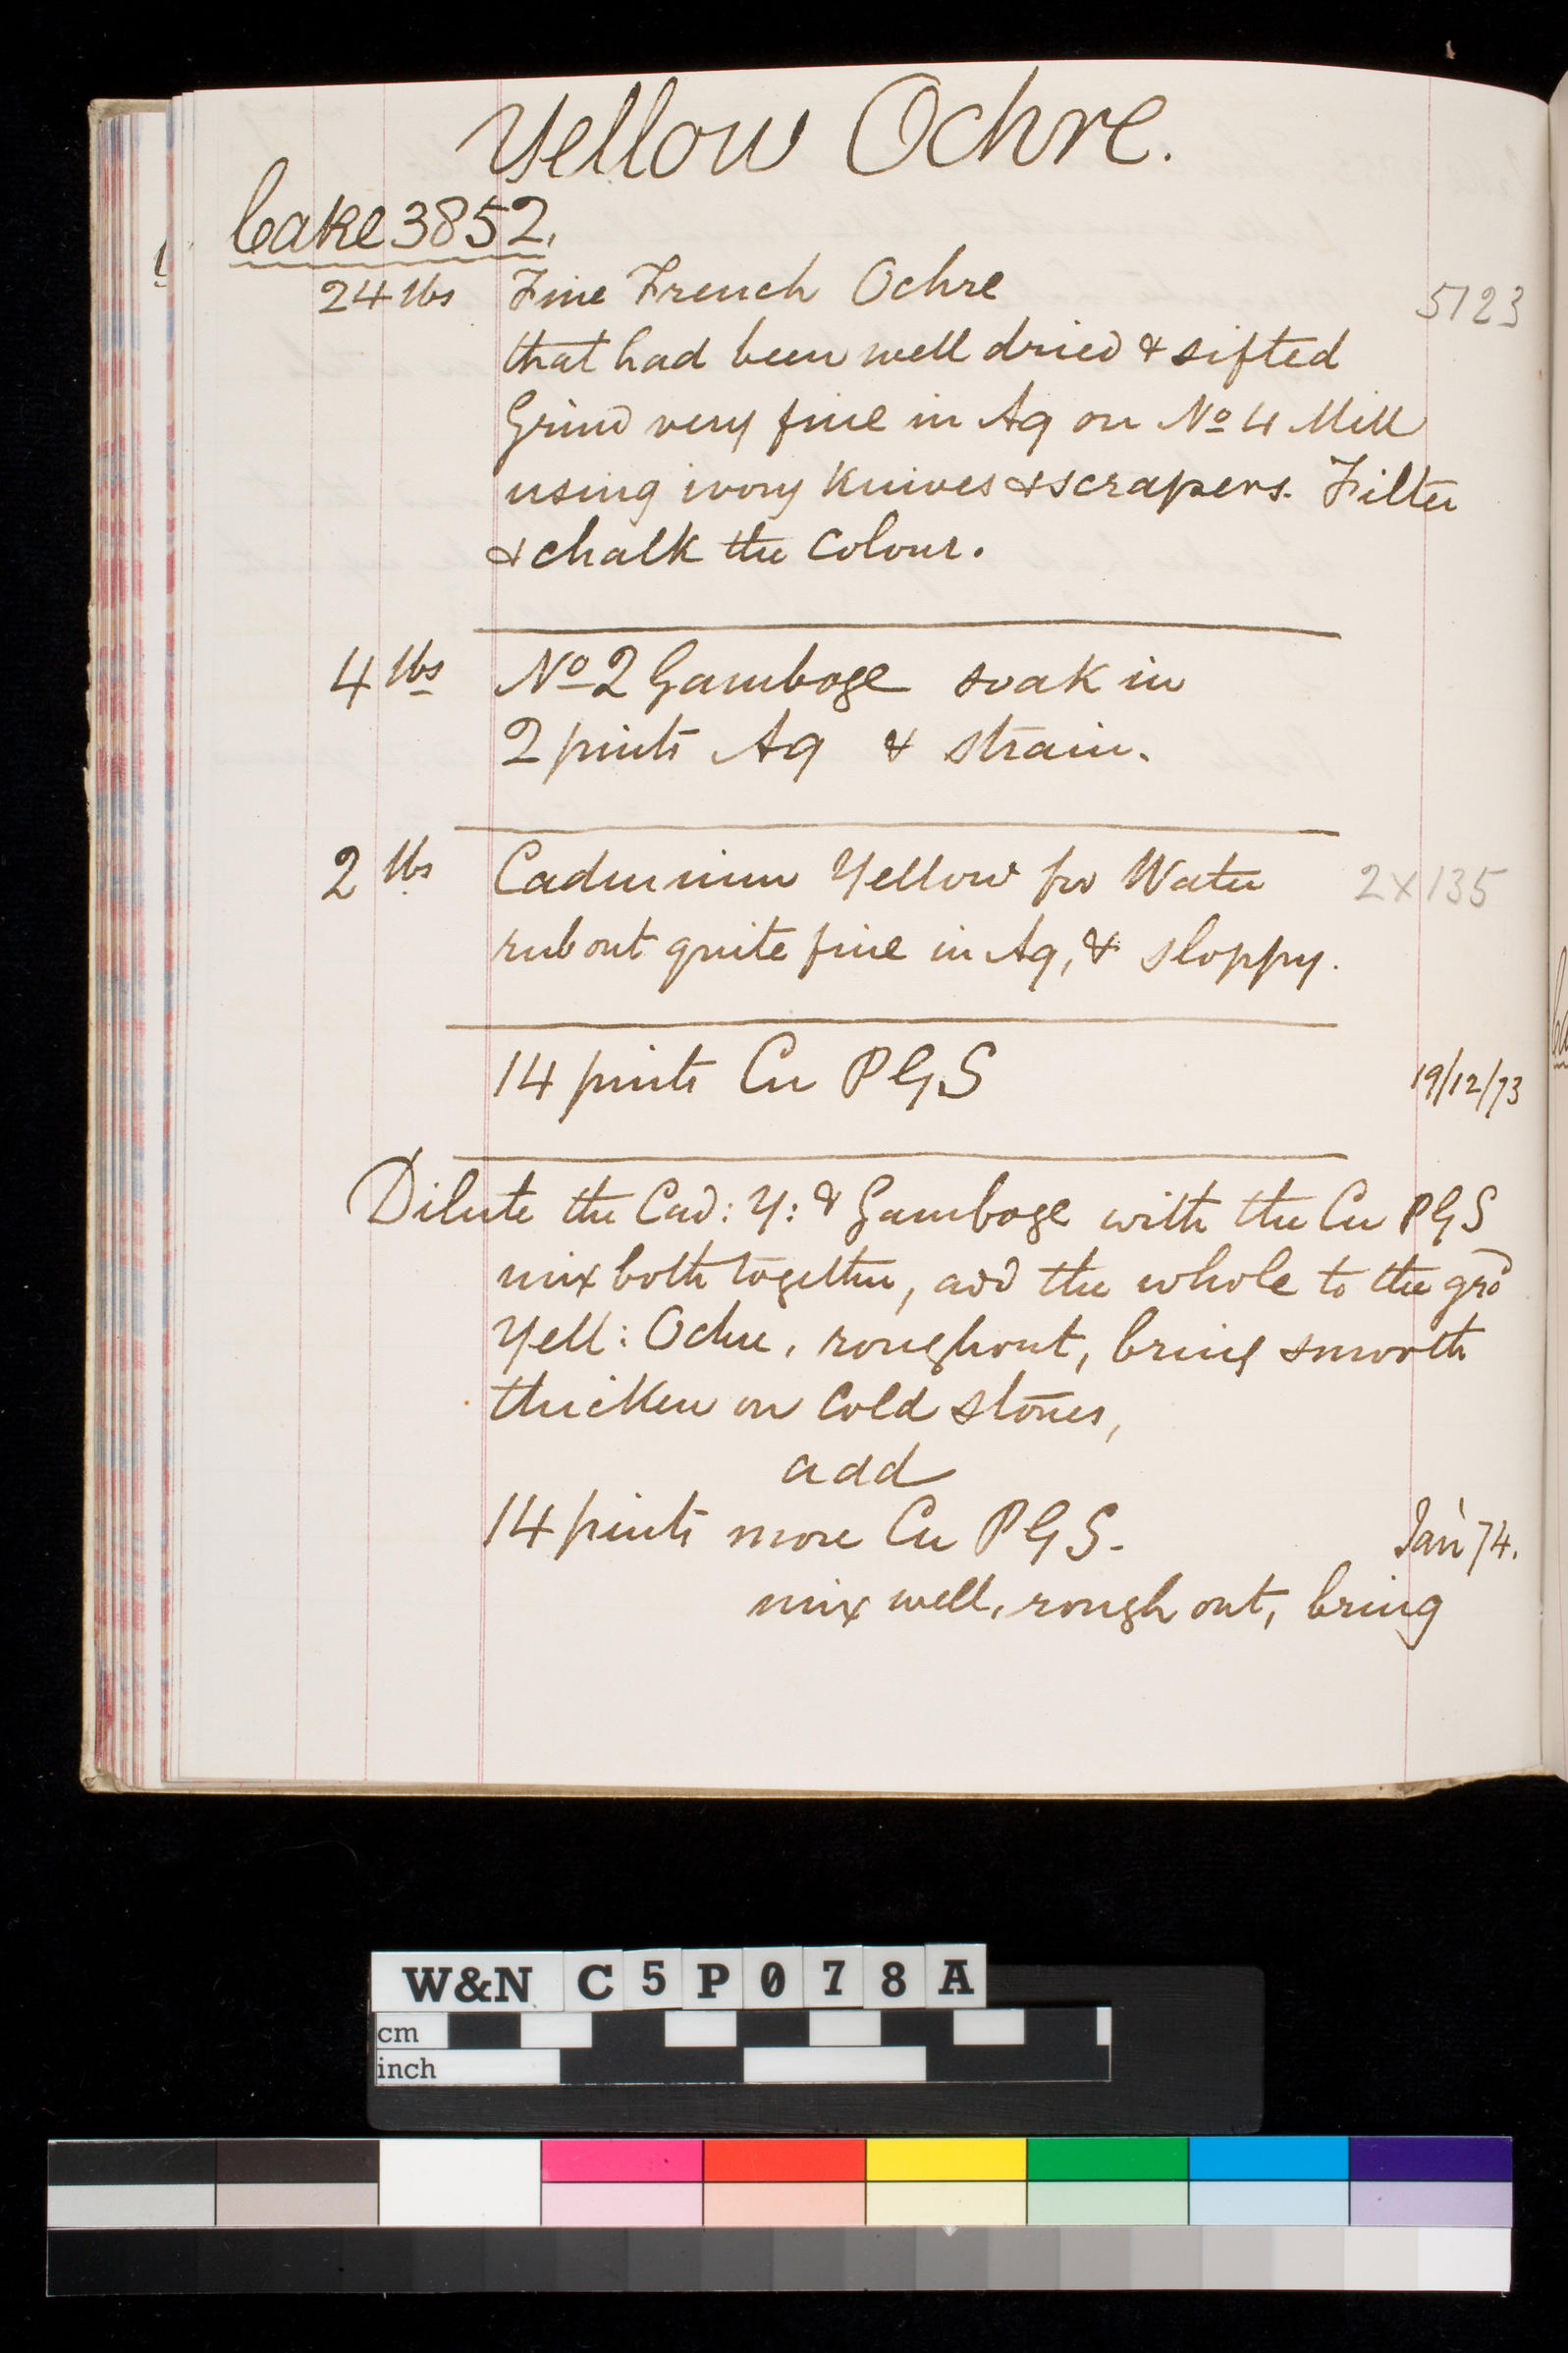 Yellow Ochre.
Cake 3852.
24 lbs Fine French Ochre 5123
that had been well dried & sifted
Grind very fine in Aq on No 4 Mill
using ivory knives & scrapers. Filter
& chalk the Colour.
4 lbs No 2 Gamboge soak in
2 pints Aq & strain.
2 lbs Cadmium Yellow for Water 2 x 135
rub out quite fine in Aq, & sloppy.
14 pints Cu P G S 19/12/73
Dilute the Cad: Y: & Gamboge with the Cu P G S
mix both together, add the whole to the grd
Yell: Ochre, rough out, bring smooth
thicken on Cold stones,
add
14 pints more Cu P G S. Jan 74.
mix well, rough out, bring
W&N C5P078A
cm
inch